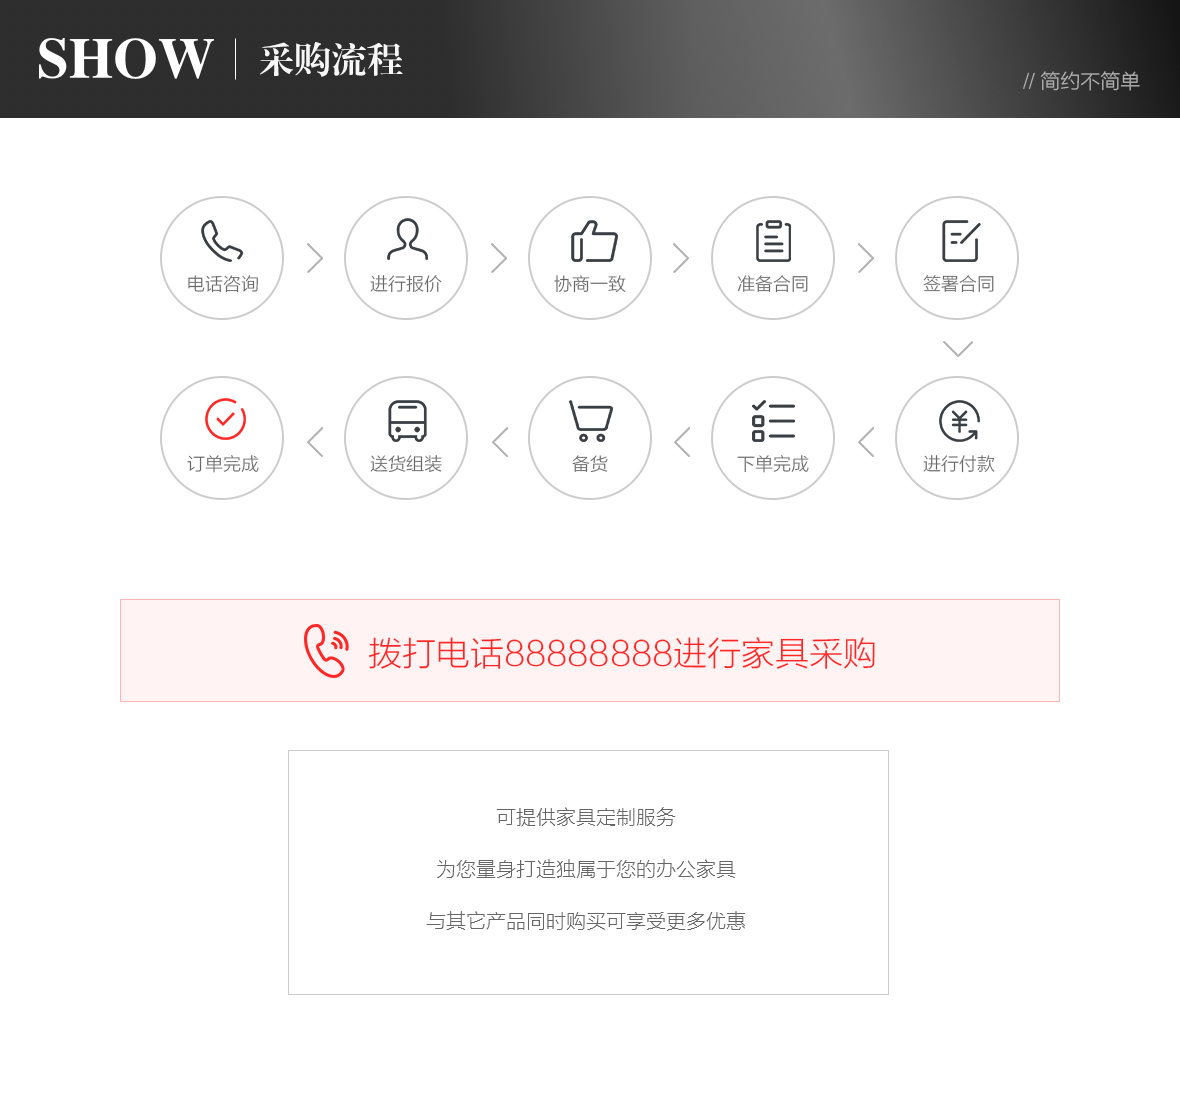 SHOW 采购流程
// 简约不简单
电话咨询 进行报价 协商一致 准备合同 签署合同
订单完成 送货组装 备货 下单完成 进行付款
拨打电话88888888进行家具采购
可提供家具定制服务
为您量身打造独属于您的办公家具
与其它产品同时购买可享受更多优惠